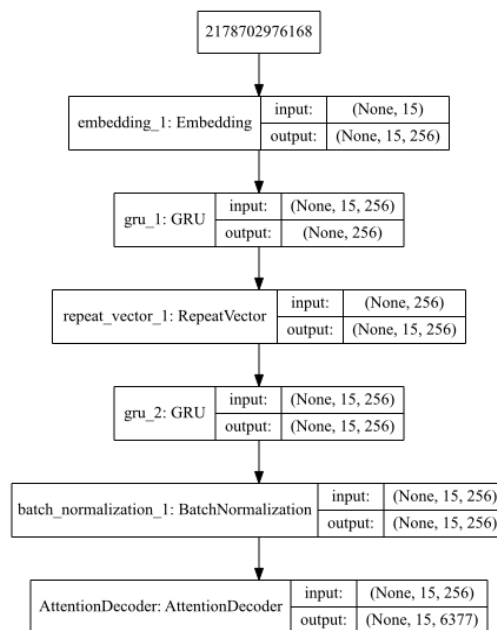 2178702976168
embedding_1: Embedding
input: (None, 15)
output: (None, 15, 256)
gru_1: GRU
input: (None, 15, 256)
output: (None, 256)
repeat_vector_1: RepeatVector
input: (None, 256)
output: (None, 15, 256)
gru_2: GRU
input: (None, 15, 256)
output: (None, 15, 256)
batch_normalization_1: BatchNormalization
input: (None, 15, 256)
output: (None, 15, 256)
AttentionDecoder: AttentionDecoder
input: (None, 15, 256)
output: (None, 15, 6377)